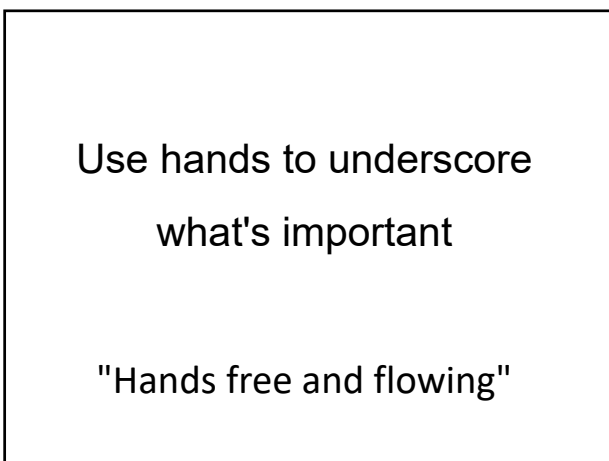 Use hands to underscore
what's important
"Hands free and flowing"